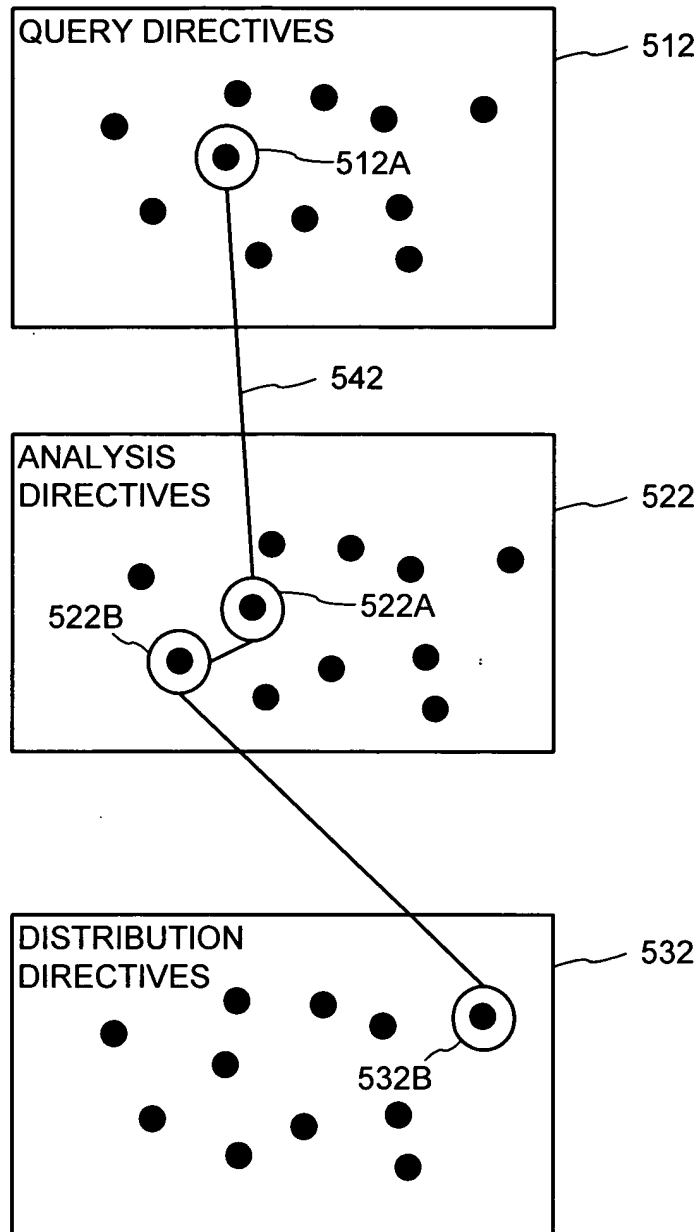 QUERY DIRECTIVES
512
512A
542
ANALYSIS
DIRECTIVES
522
522A
522B
DISTRIBUTION
DIRECTIVES
532
532B